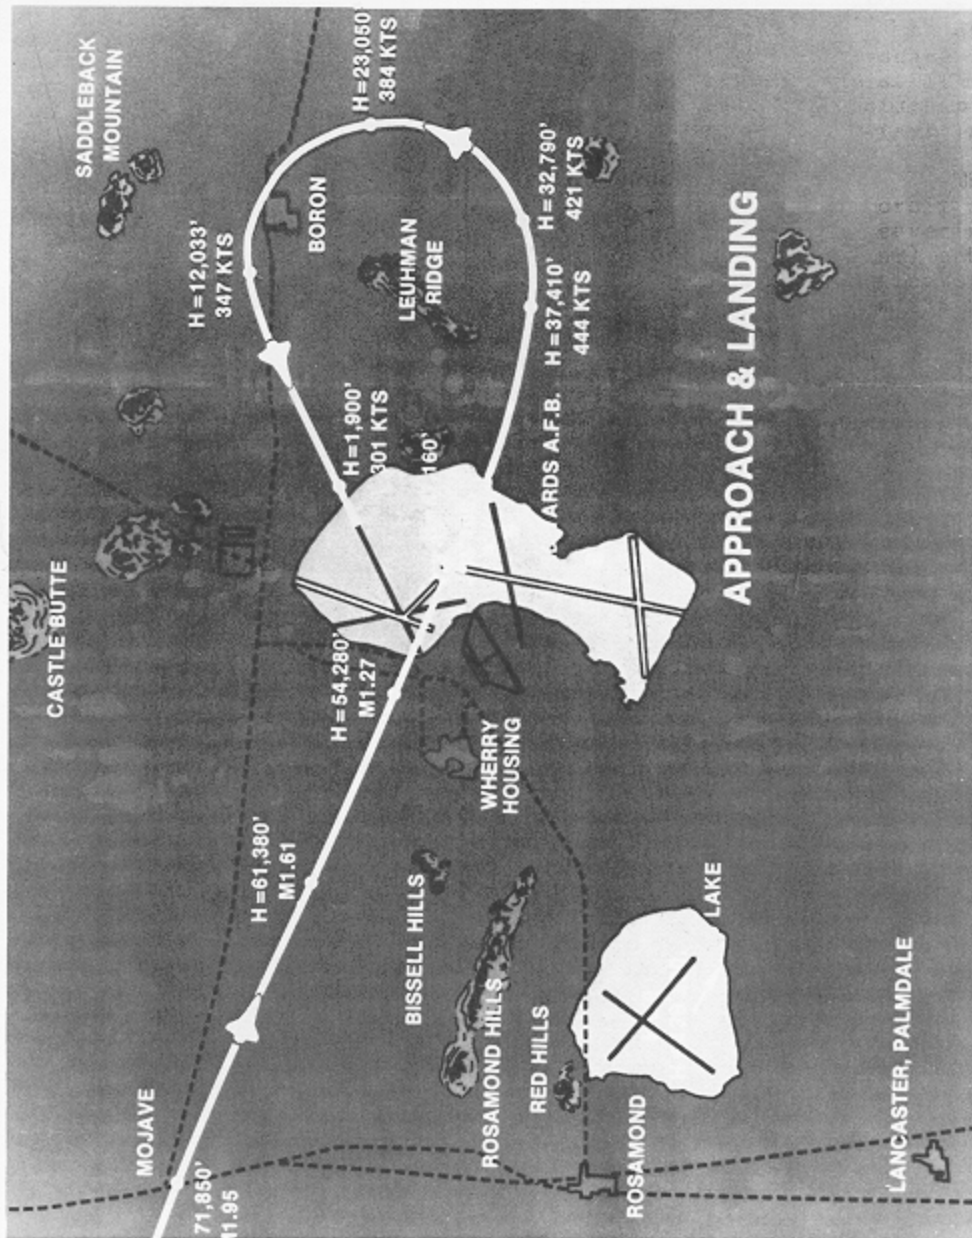 CASTLE BUTTE
SADDLEBACK
MOUNTAIN
MOJAVE
71,850'
1.95
H=61,380'
M1.61
H=54,280'
M1.27
H=12,033'
347 KTS
H=1,900'
301 KTS
160'
BORON
H=23,050'
384 KTS
LEUHMAN
RIDGE
BISSELL HILLS
WHERRY
HOUSING
ROSAMOND HILLS
RED HILLS
ARDS A.F.B.
H=37,410'
444 KTS
H=32,790'
421 KTS
ROSAMOND
LAKE
APPROACH & LANDING
LANCASTER, PALMDALE